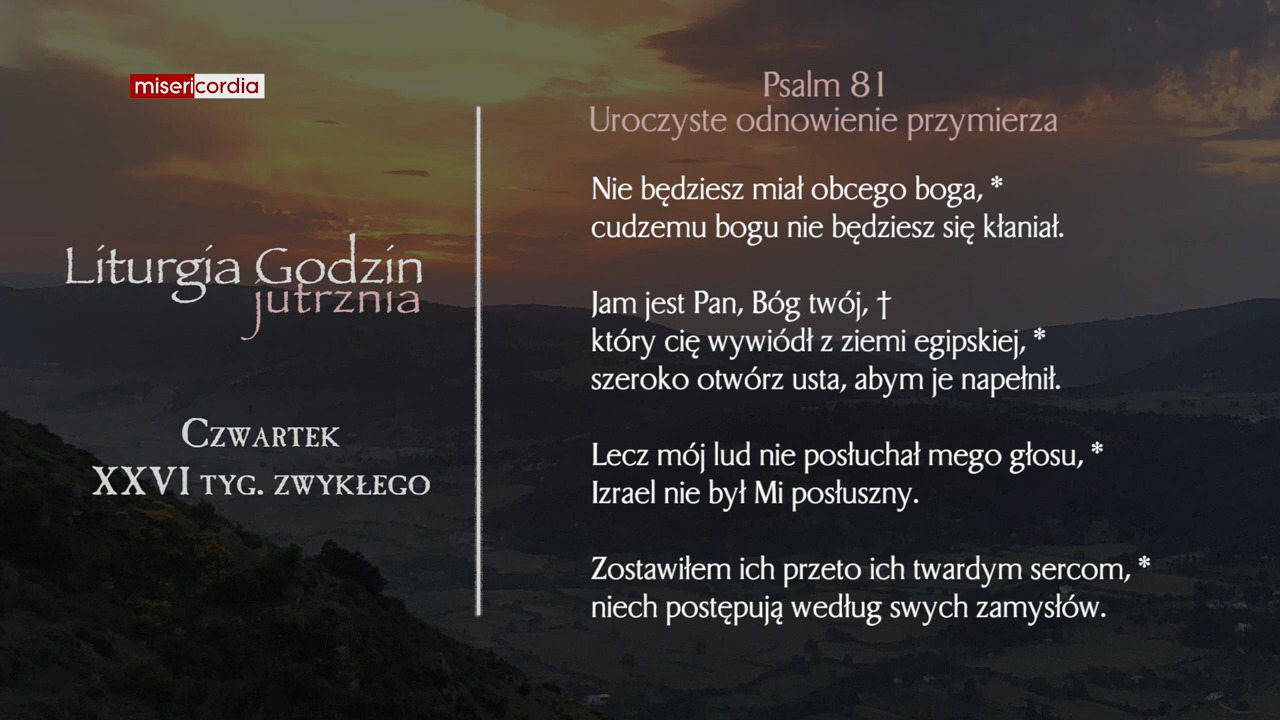 misericordia
Liturgia Godzin
jutrznia
Czwartek
XXVI tyg. zwykłego
Psalm 81
Uroczyste odnowienie przymierza
Nie będziesz miał obcego boga, *
cudzemu bogu nie będziesz się kłaniał.
Jam jest Pan, Bóg twój, †
który cię wywiódł z ziemi egipskiej, *
szeroko otwórz usta, abym je napełnił.
Lecz mój lud nie posłuchał mego głosu, *
Izrael nie był Mi posłuszny.
Zostawiłem ich przeto ich twardym sercom, *
niech postępują według swych zamysłów.